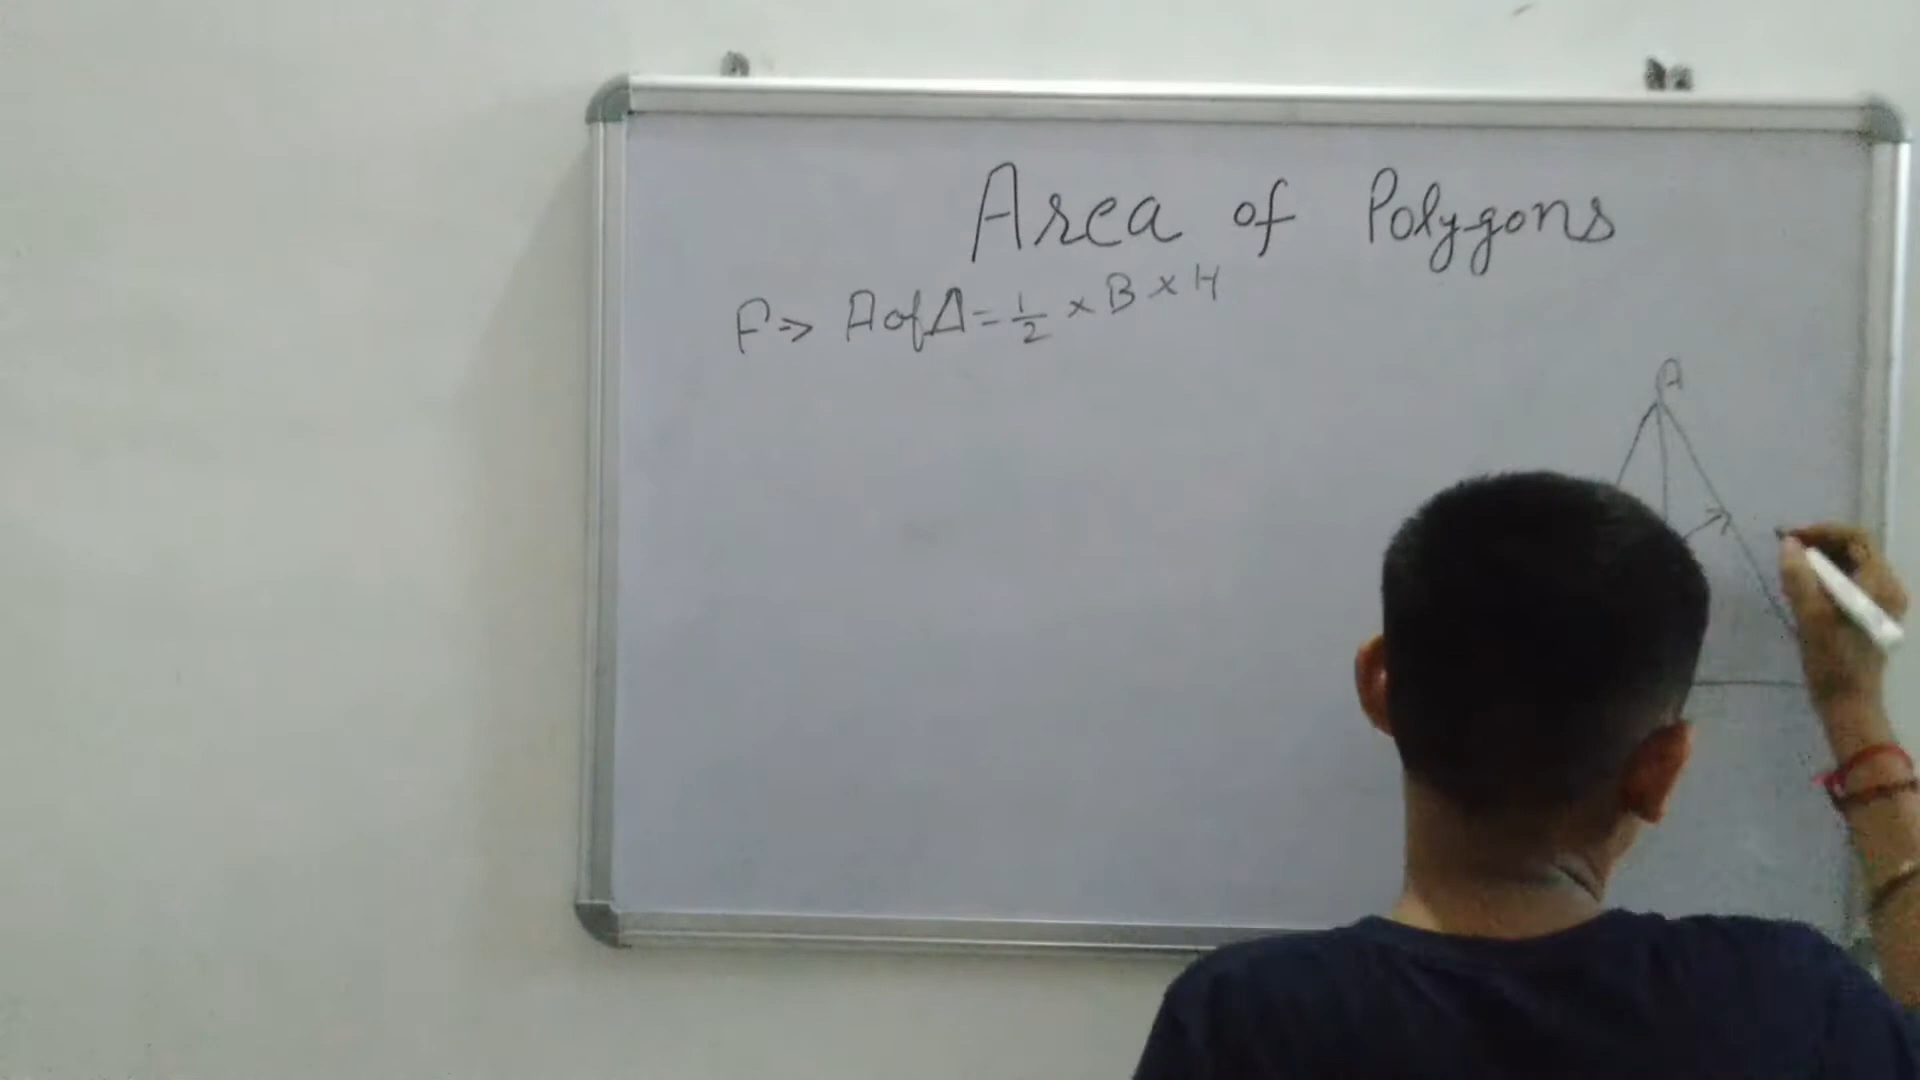 Area of Polygons
F⇒ A of Δ = 1/2 × B × H
A